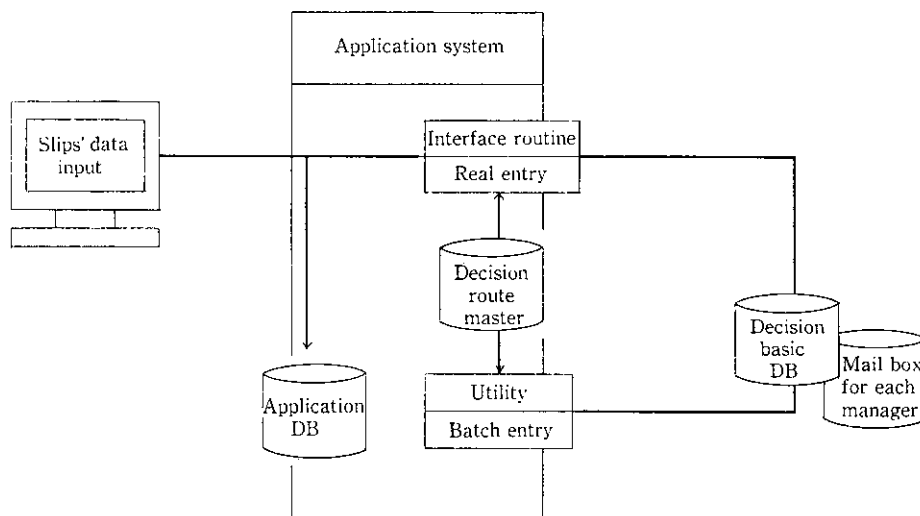 Application system
Slips' data
input
Interface routine
Real entry
Decision
route
master
Decision
basic
DB
Mail box
for each
manager
Application
DB
Utility
Batch entry